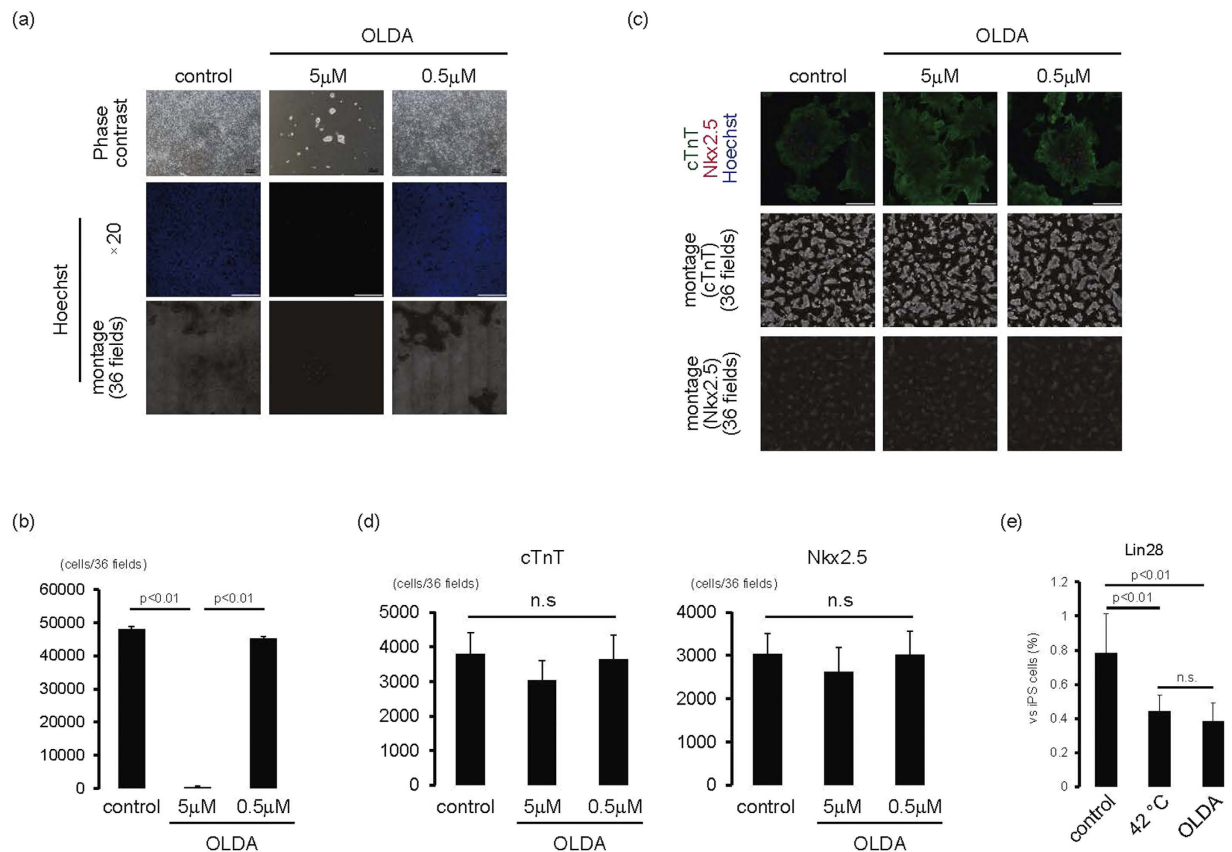 (a)
OLDA
control
5μM
0.5μM
Phase
contrast
Hoechst
× 20
montage
(36 fields)
(c)
OLDA
control
5μM
0.5μM
cTnT
Nkx2.5
Hoechst
montage
(cTnT)
(36 fields)
montage
(Nkx2.5)
(36 fields)
(b)
(cells/36 fields)
60000
50000
40000
30000
20000
10000
0
p<0.01
p<0.01
control
5μM
0.5μM
OLDA
(d)
cTnT
(cells/36 fields)
5000
4000
3000
2000
1000
0
n.s
control
5μM
0.5μM
OLDA
Nkx2.5
(cells/36 fields)
4000
3000
2000
1000
0
n.s
control
5μM
0.5μM
OLDA
(e)
Lin28
vs iPS cells (%)
1.2
1
0.8
0.6
0.4
0.2
0
p<0.01
p<0.01
n.s.
control
42 °C
OLDA